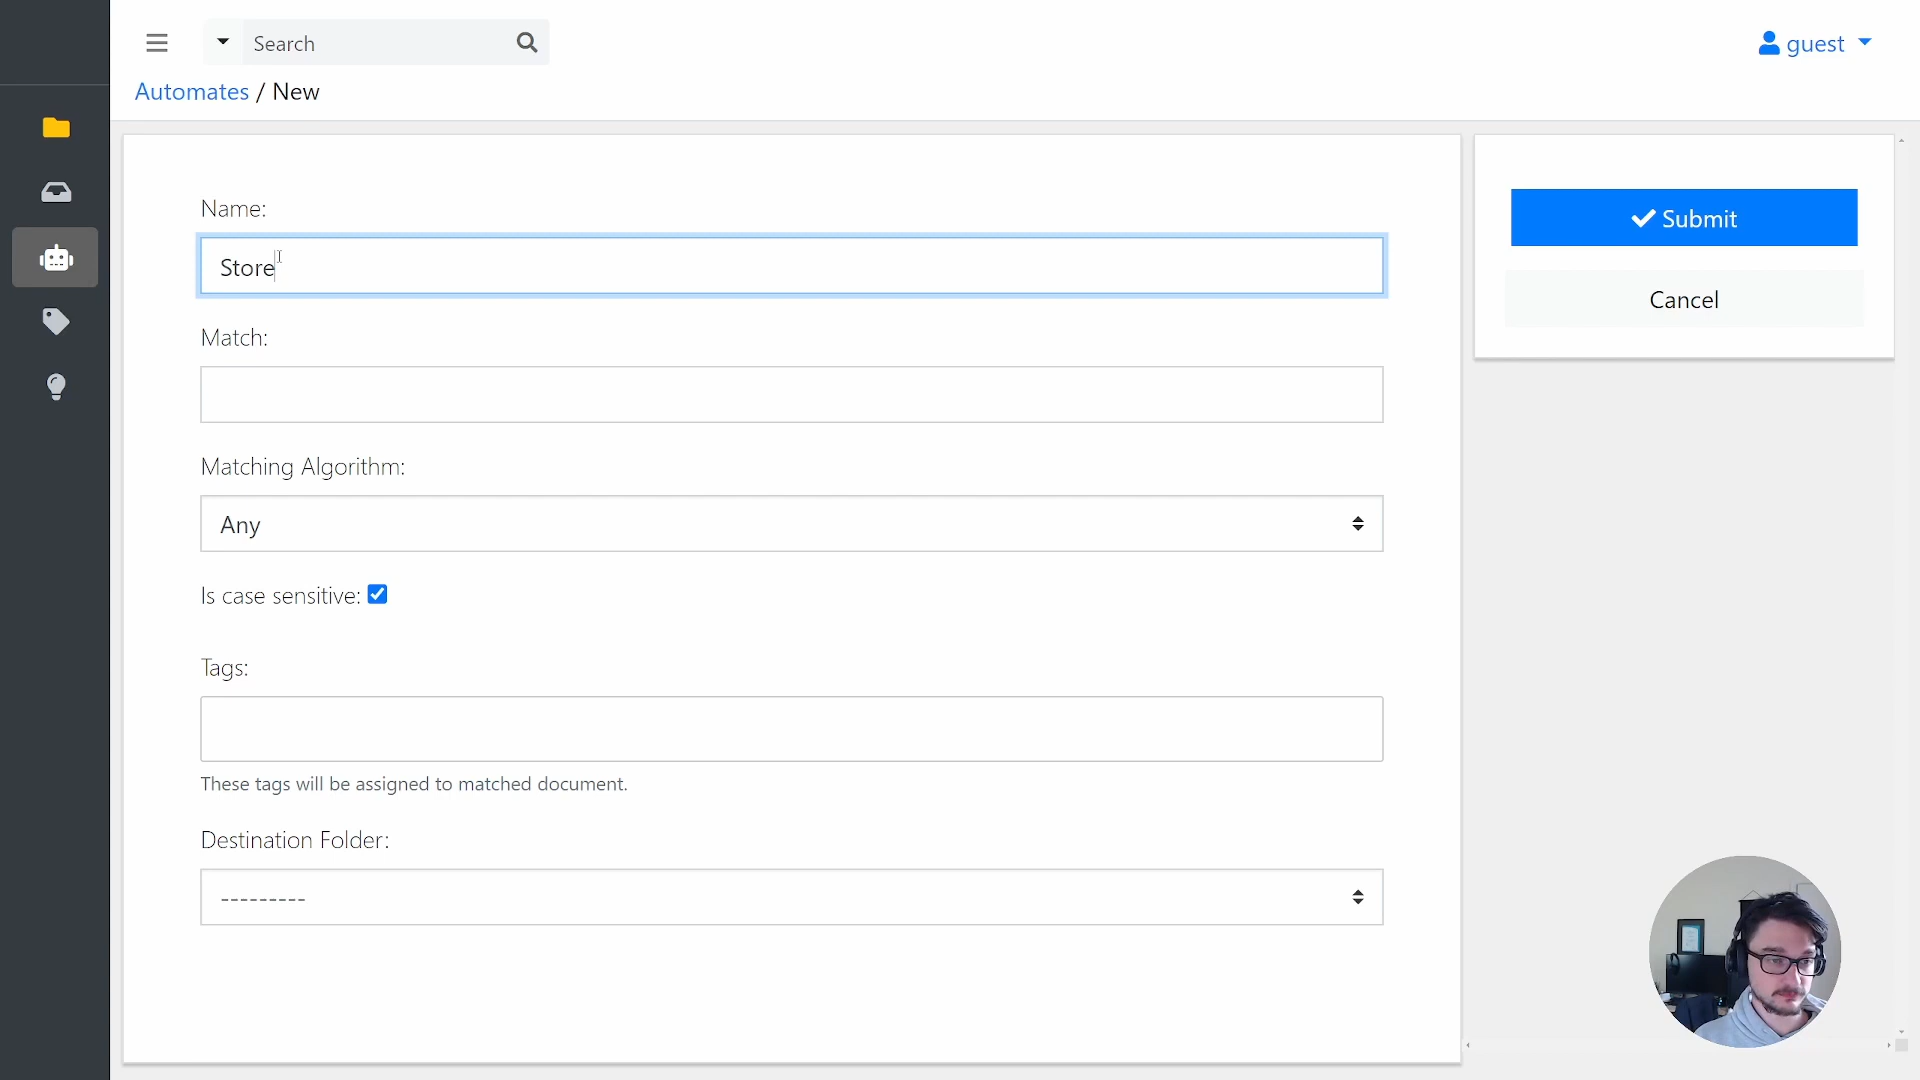 Search
guest
Automates / New
Name:
Store
Submit
Match:
Cancel
Matching Algorithm:
Any
Is case sensitive:
Tags:
These tags will be assigned to matched document.
Destination Folder:
---------